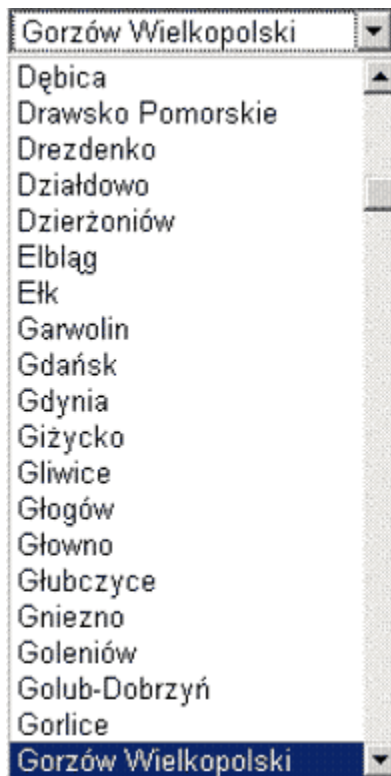 Gorzów Wielkopolski
Dębica
Drawsko Pomorskie
Drezdenko
Działdowo
Dzierżoniów
Elbląg
Ełk
Garwolin
Gdańsk
Gdynia
Giżycko
Gliwice
Głogów
Głowno
Głubczyce
Gniezno
Goleniów
Golub-Dobrzyń
Gorlice
Gorzów Wielkopolski